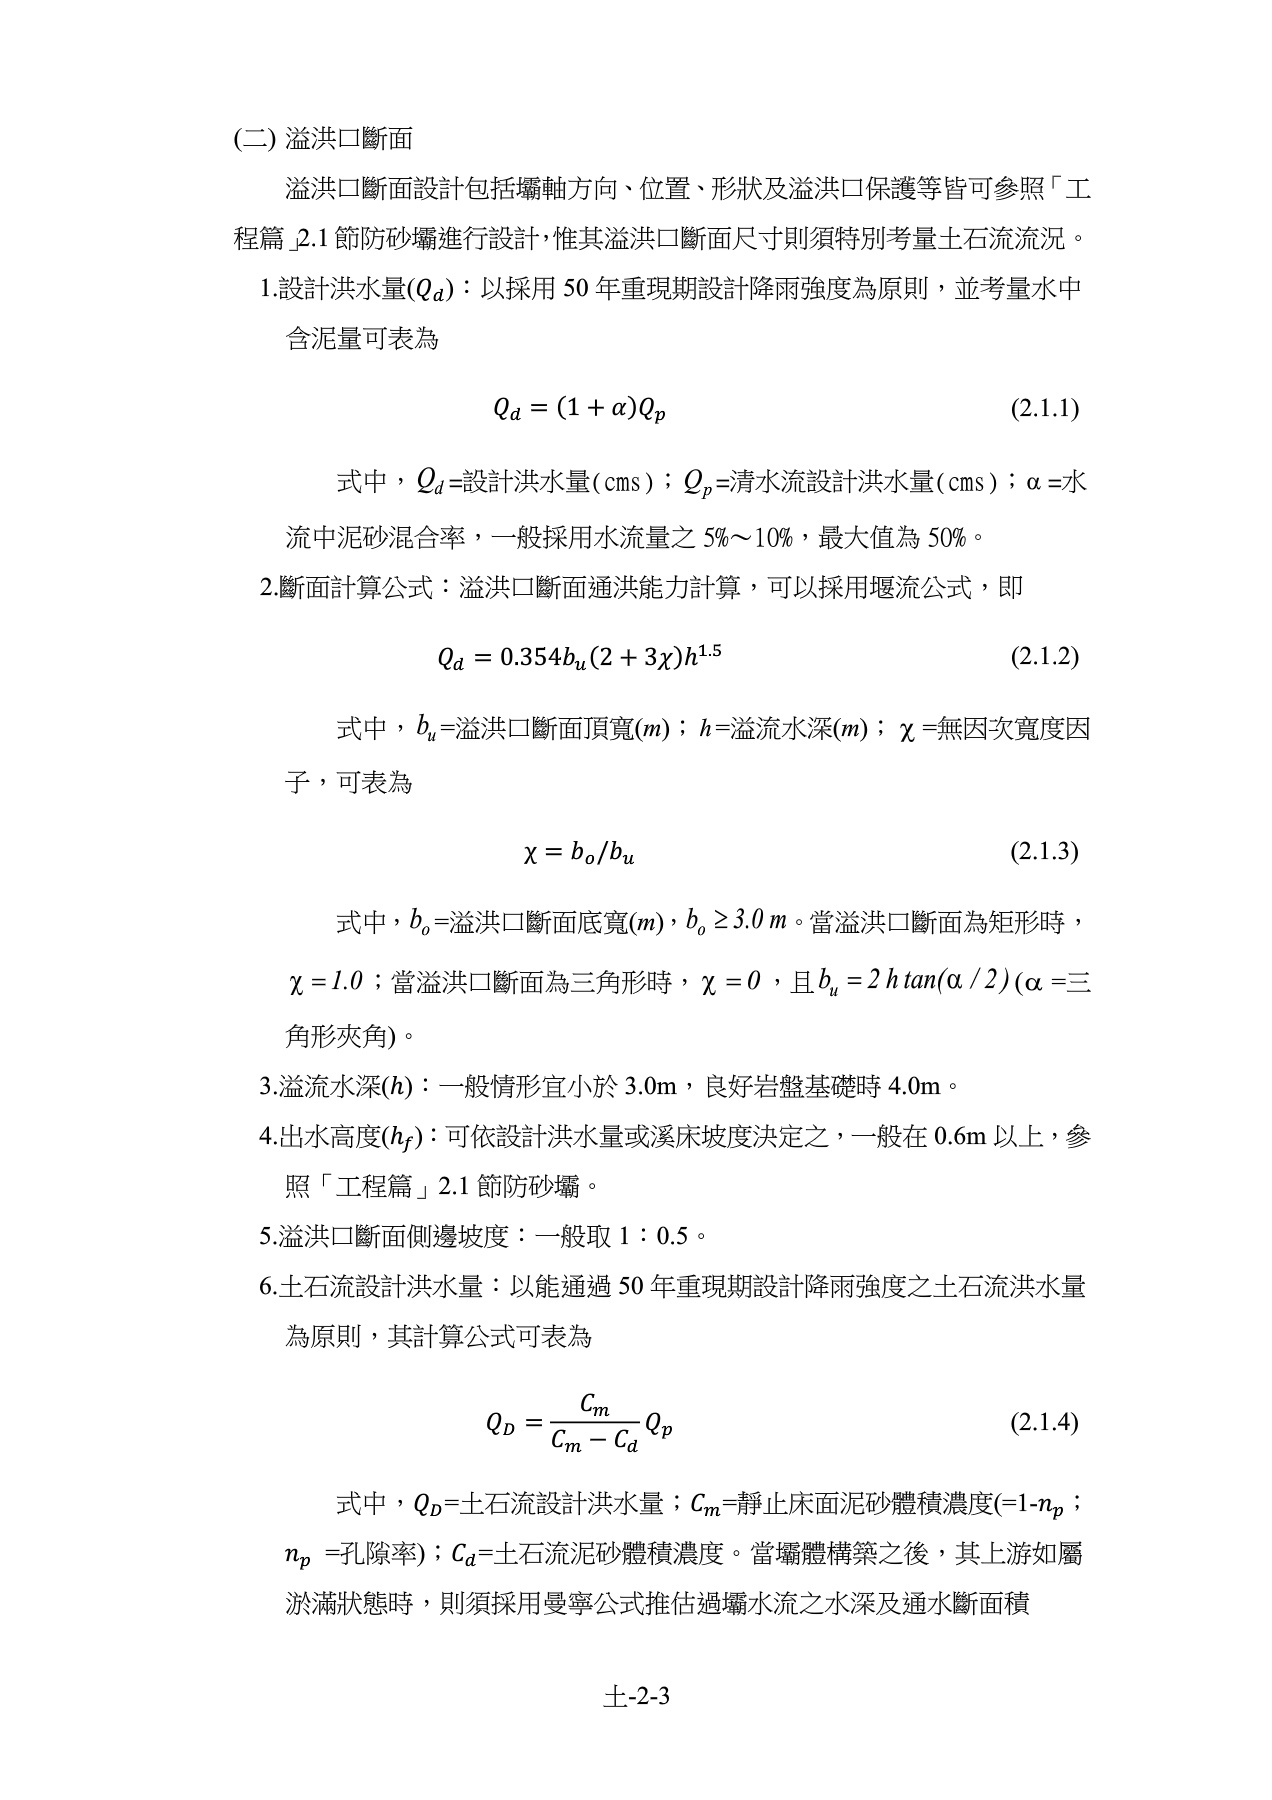 (二) 溢洪口斷面
溢洪口斷面設計包括壩軸方向、位置、形狀及溢洪口保護等皆可參照「工
程篇」2.1 節防砂壩進行設計，惟其溢洪口斷面尺寸則須特別考量土石流流況。
1.設計洪水量(Q_d)：以採用 50 年重現期設計降雨強度為原則，並考量水中
含泥量可表為
Q_d = (1 + α)Q_p (2.1.1)
式中，Q_d=設計洪水量(cms)；Q_p=清水流設計洪水量(cms)；α=水
流中泥砂混合率，一般採用水流量之 5%～10%，最大值為 50%。
2.斷面計算公式：溢洪口斷面通洪能力計算，可以採用堰流公式，即
Q_d = 0.354b_u(2 + 3χ)h^1.5 (2.1.2)
式中，b_u=溢洪口斷面頂寬(m)；h=溢流水深(m)；χ=無因次寬度因
子，可表為
χ = b_o/b_u (2.1.3)
式中，b_o=溢洪口斷面底寬(m)，b_o ≥ 3.0 m。當溢洪口斷面為矩形時，
χ = 1.0；當溢洪口斷面為三角形時，χ = 0，且 b_u = 2 h tan(α / 2) (α=三
角形夾角)。
3.溢流水深(h)：一般情形宜小於 3.0m，良好岩盤基礎時 4.0m。
4.出水高度(h_f)：可依設計洪水量或溪床坡度決定之，一般在 0.6m 以上，參
照「工程篇」2.1 節防砂壩。
5.溢洪口斷面側邊坡度：一般取 1：0.5。
6.土石流設計洪水量：以能通過 50 年重現期設計降雨強度之土石流洪水量
為原則，其計算公式可表為
Q_D = C_m / (C_m − C_d) Q_p (2.1.4)
式中，Q_D=土石流設計洪水量；C_m=靜止床面泥砂體積濃度(=1-n_p；
n_p =孔隙率)；C_d=土石流泥砂體積濃度。當壩體構築之後，其上游如屬
淤滿狀態時，則須採用曼寧公式推估過壩水流之水深及通水斷面積
土-2-3